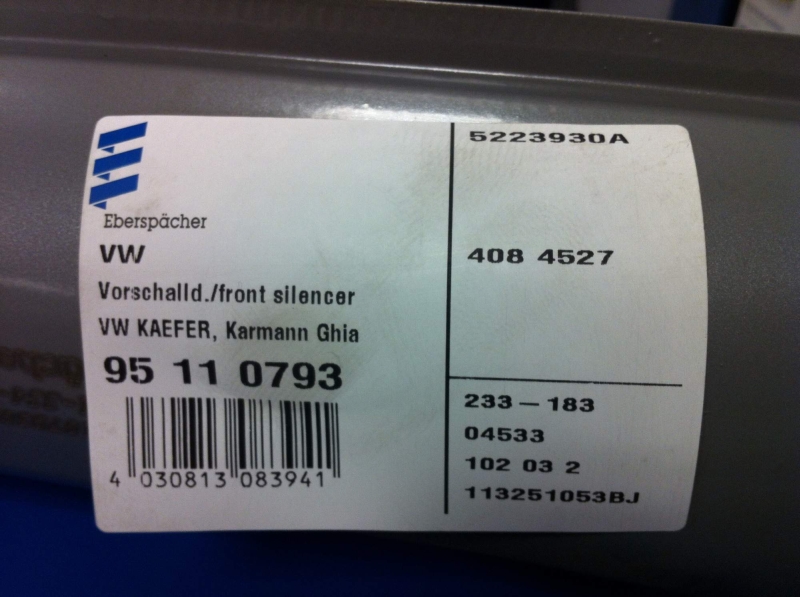 Eberspächer
VW
Vorschalld./front silencer
VW KAEFER, Karmann Ghia
95 11 0793
4 030813 083941
5223930A
408 4527
233 – 183
04533
102 03 2
113251053BJ